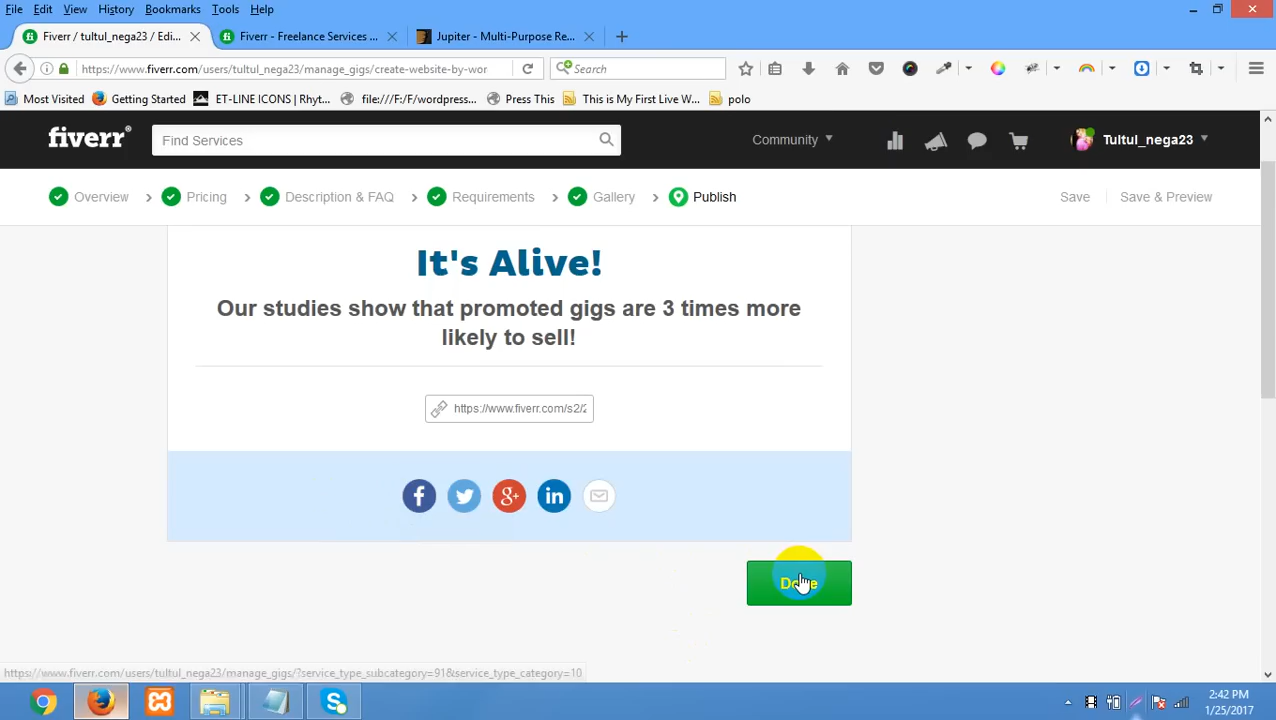 File Edit View History Bookmarks Tools Help
Fiverr / tultul_nega23 / Edi... Fiverr - Freelance Services ... Jupiter - Multi-Purpose Re...
https://www.fiverr.com/users/tultul_nega23/manage_gigs/create-website-by-wor Search
Most Visited Getting Started ET-LINE ICONS | Rhyt... file:///F:/F/wordpress... Press This This is My First Live W... polo
fiverr® Find Services Community Tultul_nega23
Overview Pricing Description & FAQ Requirements Gallery Publish Save Save & Preview
It's Alive!
Our studies show that promoted gigs are 3 times more
likely to sell!
https://www.fiverr.com/s2/2
Done
https://www.fiverr.com/users/tultul_nega23/manage_gigs/?service_type_subcategory=91&service_type_category=10
2:42 PM
1/25/2017